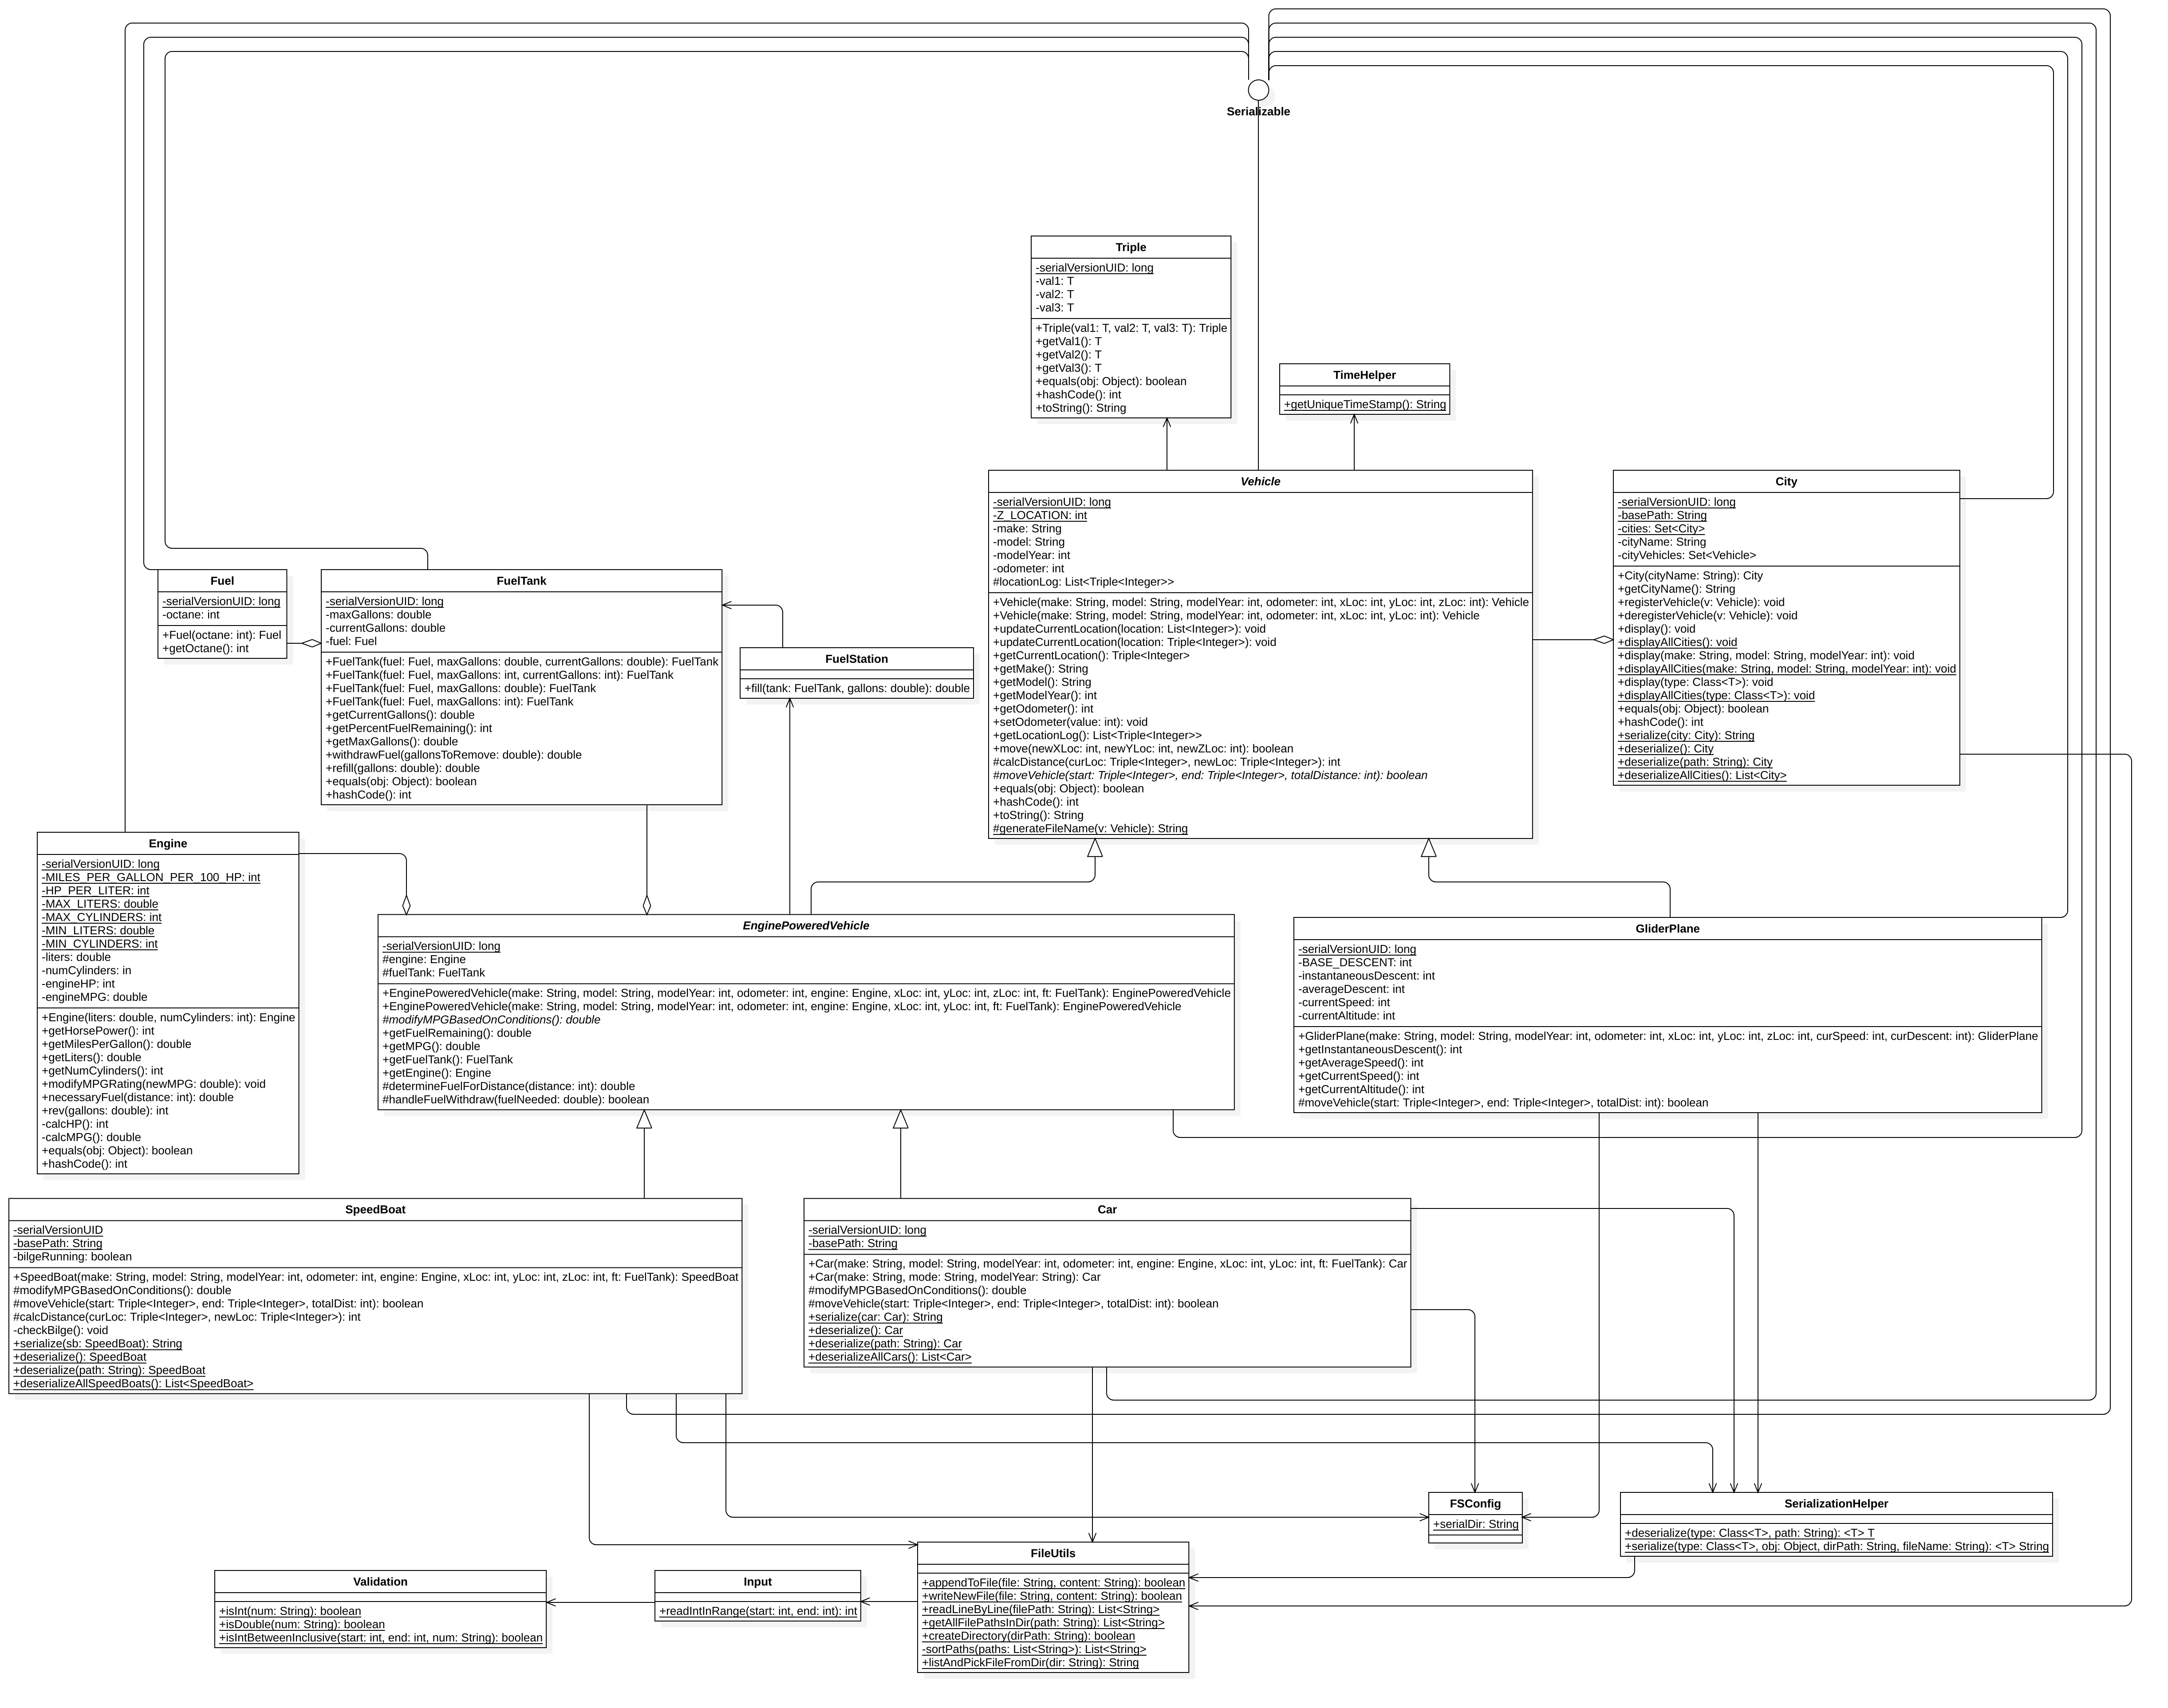 Serializable
Triple
-serialVersionUID: long
-val1: T
-val2: T
-val3: T
+Triple(val1: T, val2: T, val3: T): Triple
+getVal1(): T
+getVal2(): T
+getVal3(): T
+equals(obj: Object): boolean
+hashCode(): int
+toString(): String
TimeHelper
+getUniqueTimeStamp(): String
Vehicle
-serialVersionUID: long
-Z_LOCATION: int
-make: String
-model: String
-modelYear: int
-odometer: int
#locationLog: List<Triple<Integer>>
+Vehicle(make: String, model: String, modelYear: int, odometer: int, xLoc: int, yLoc: int, zLoc: int): Vehicle
+Vehicle(make: String, model: String, modelYear: int, odometer: int, xLoc: int, yLoc: int): Vehicle
+updateCurrentLocation(location: List<Integer>): void
+updateCurrentLocation(location: Triple<Integer>): void
+getCurrentLocation(): Triple<Integer>
+getMake(): String
+getModel(): String
+getModelYear(): int
+getOdometer(): int
+setOdometer(value: int): void
+getLocationLog(): List<Triple<Integer>>
+move(newXLoc: int, newYLoc: int, newZLoc: int): boolean
#calcDistance(curLoc: Triple<Integer>, newLoc: Triple<Integer>): int
#moveVehicle(start: Triple<Integer>, end: Triple<Integer>, totalDistance: int): boolean
+equals(obj: Object): boolean
+hashCode(): int
+toString(): String
#generateFileName(v: Vehicle): String
City
-serialVersionUID: long
-basePath: String
-cities: Set<City>
-cityName: String
-cityVehicles: Set<Vehicle>
+City(cityName: String): City
+getCityName(): String
+registerVehicle(v: Vehicle): void
+deregisterVehicle(v: Vehicle): void
+display(): void
+displayAllCities(): void
+display(make: String, model: String, modelYear: int): void
+displayAllCities(make: String, model: String, modelYear: int): void
+display(type: Class<T>): void
+displayAllCities(type: Class<T>): void
+equals(obj: Object): boolean
+hashCode(): int
+serialize(city: City): String
+deserialize(): City
+deserialize(path: String): City
+deserializeAllCities(): List<City>
Fuel
-serialVersionUID: long
-octane: int
+Fuel(octane: int): Fuel
+getOctane(): int
FuelTank
-serialVersionUID: long
-maxGallons: double
-currentGallons: double
-fuel: Fuel
+FuelTank(fuel: Fuel, maxGallons: double, currentGallons: double): FuelTank
+FuelTank(fuel: Fuel, maxGallons: int, currentGallons: int): FuelTank
+FuelTank(fuel: Fuel, maxGallons: double): FuelTank
+FuelTank(fuel: Fuel, maxGallons: int): FuelTank
+getCurrentGallons(): double
+getPercentFuelRemaining(): int
+getMaxGallons(): double
+withdrawFuel(gallonsToRemove: double): double
+refill(gallons: double): double
+equals(obj: Object): boolean
+hashCode(): int
FuelStation
+fill(tank: FuelTank, gallons: double): double
Engine
-serialVersionUID: long
-MILES_PER_GALLON_PER_100_HP: int
-HP_PER_LITER: int
-MAX_LITERS: double
-MAX_CYLINDERS: int
-MIN_LITERS: double
-MIN_CYLINDERS: int
-liters: double
-numCylinders: in
-engineHP: int
-engineMPG: double
+Engine(liters: double, numCylinders: int): Engine
+getHorsePower(): int
+getMilesPerGallon(): double
+getLiters(): double
+getNumCylinders(): int
+modifyMPGRating(newMPG: double): void
+necessaryFuel(distance: int): double
+rev(gallons: double): int
-calcHP(): int
-calcMPG(): double
+equals(obj: Object): boolean
+hashCode(): int
EnginePoweredVehicle
-serialVersionUID: long
#engine: Engine
#fuelTank: FuelTank
+EnginePoweredVehicle(make: String, model: String, modelYear: int, odometer: int, engine: Engine, xLoc: int, yLoc: int, zLoc: int, ft: FuelTank): EnginePoweredVehicle
+EnginePoweredVehicle(make: String, model: String, modelYear: int, odometer: int, engine: Engine, xLoc: int, yLoc: int, ft: FuelTank): EnginePoweredVehicle
#modifyMPGBasedOnConditions(): double
+getFuelRemaining(): double
+getMPG(): double
+getFuelTank(): FuelTank
+getEngine(): Engine
#determineFuelForDistance(distance: int): double
#handleFuelWithdraw(fuelNeeded: double): boolean
GliderPlane
-serialVersionUID: long
-BASE_DESCENT: int
-instantaneousDescent: int
-averageDescent: int
-currentSpeed: int
-currentAltitude: int
+GliderPlane(make: String, model: String, modelYear: int, odometer: int, xLoc: int, yLoc: int, zLoc: int, curSpeed: int, curDescent: int): GliderPlane
+getInstantaneousDescent(): int
+getAverageSpeed(): int
+getCurrentSpeed(): int
+getCurrentAltitude(): int
#moveVehicle(start: Triple<Integer>, end: Triple<Integer>, totalDist: int): boolean
SpeedBoat
-serialVersionUID
-basePath: String
-bilgeRunning: boolean
+SpeedBoat(make: String, model: String, modelYear: int, odometer: int, engine: Engine, xLoc: int, yLoc: int, zLoc: int, ft: FuelTank): SpeedBoat
#modifyMPGBasedOnConditions(): double
#moveVehicle(start: Triple<Integer>, end: Triple<Integer>, totalDist: int): boolean
#calcDistance(curLoc: Triple<Integer>, newLoc: Triple<Integer>): int
-checkBilge(): void
+serialize(sb: SpeedBoat): String
+deserialize(): SpeedBoat
+deserialize(path: String): SpeedBoat
+deserializeAllSpeedBoats(): List<SpeedBoat>
Car
-serialVersionUID: long
-basePath: String
+Car(make: String, model: String, modelYear: int, odometer: int, engine: Engine, xLoc: int, yLoc: int, ft: FuelTank): Car
+Car(make: String, mode: String, modelYear: String): Car
#modifyMPGBasedOnConditions(): double
#moveVehicle(start: Triple<Integer>, end: Triple<Integer>, totalDist: int): boolean
+serialize(car: Car): String
+deserialize(): Car
+deserialize(path: String): Car
+deserializeAllCars(): List<Car>
FSConfig
+serialDir: String
SerializationHelper
+deserialize(type: Class<T>, path: String): <T> T
+serialize(type: Class<T>, obj: Object, dirPath: String, fileName: String): <T> String
FileUtils
+appendToFile(file: String, content: String): boolean
+writeNewFile(file: String, content: String): boolean
+readLineByLine(filePath: String): List<String>
+getAllFilePathsInDir(path: String): List<String>
+createDirectory(dirPath: String): boolean
-sortPaths(paths: List<String>): List<String>
+listAndPickFileFromDir(dir: String): String
Validation
+isInt(num: String): boolean
+isDouble(num: String): boolean
+isIntBetweenInclusive(start: int, end: int, num: String): boolean
Input
+readIntInRange(start: int, end: int): int